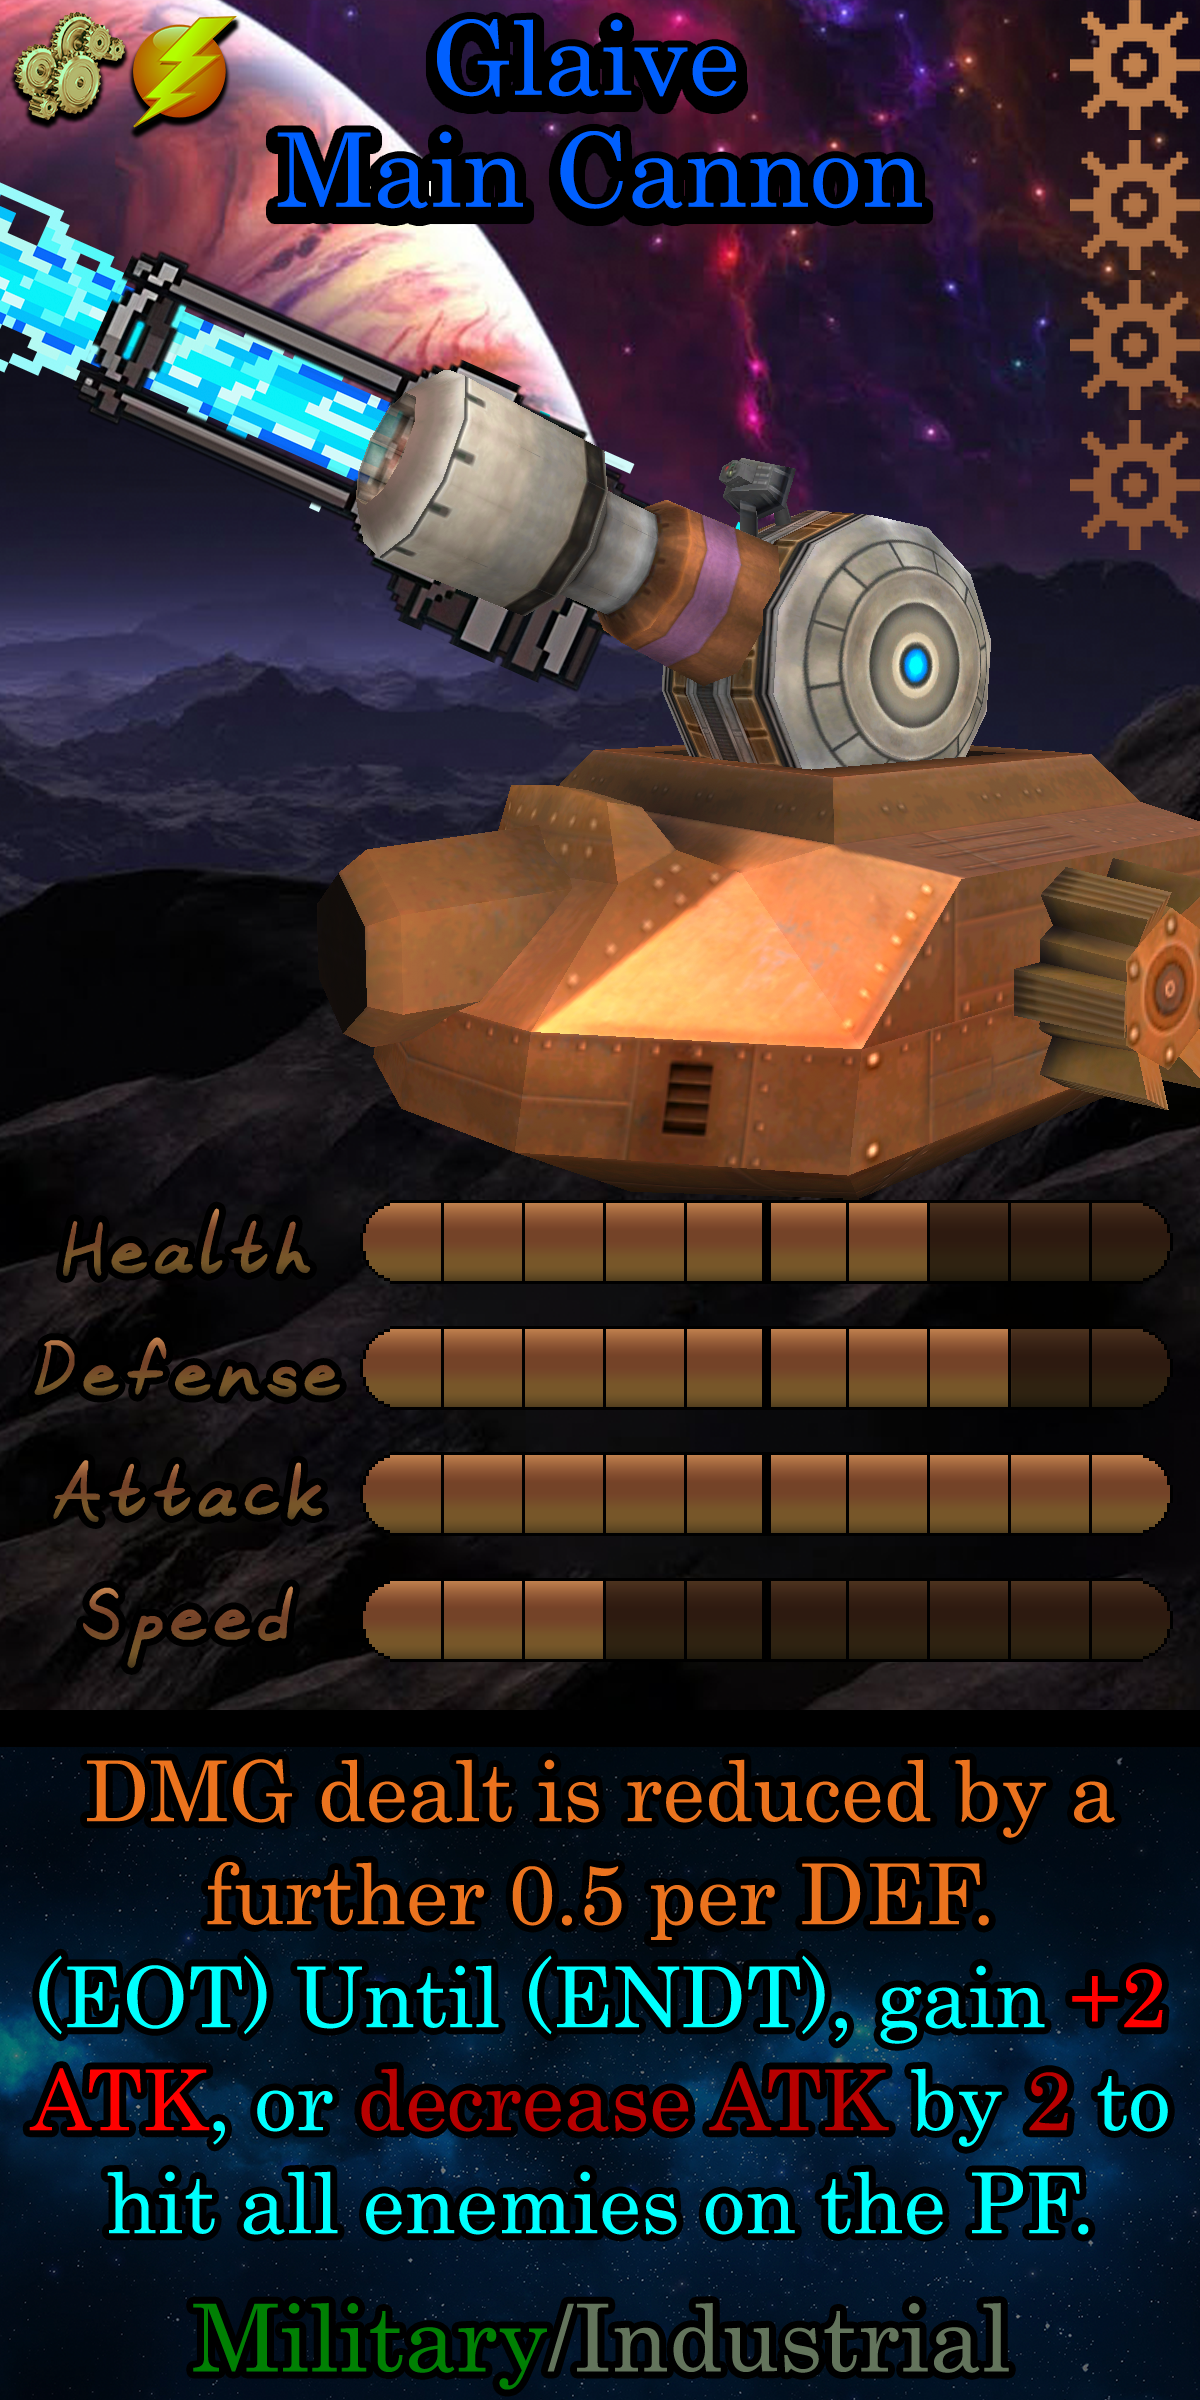 Glaive
Main Cannon
Health
Defense
Attack
Speed
DMG dealt is reduced by a
further 0.5 per DEF.
(EOT) Until (ENDT), gain +2
ATK, or decrease ATK by 2 to
hit all enemies on the PF.
Military/Industrial